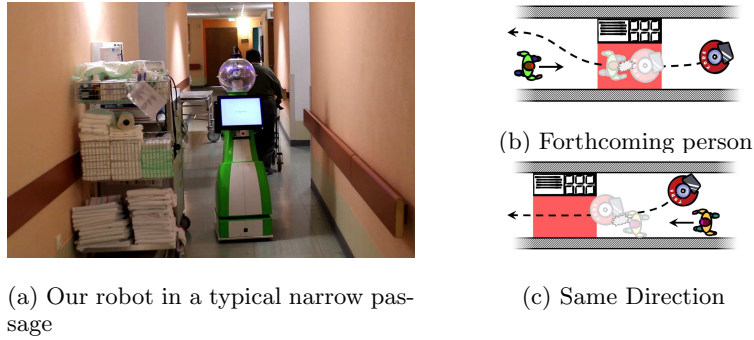 (b) Forthcoming person
(a) Our robot in a typical narrow pas-
sage
(c) Same Direction